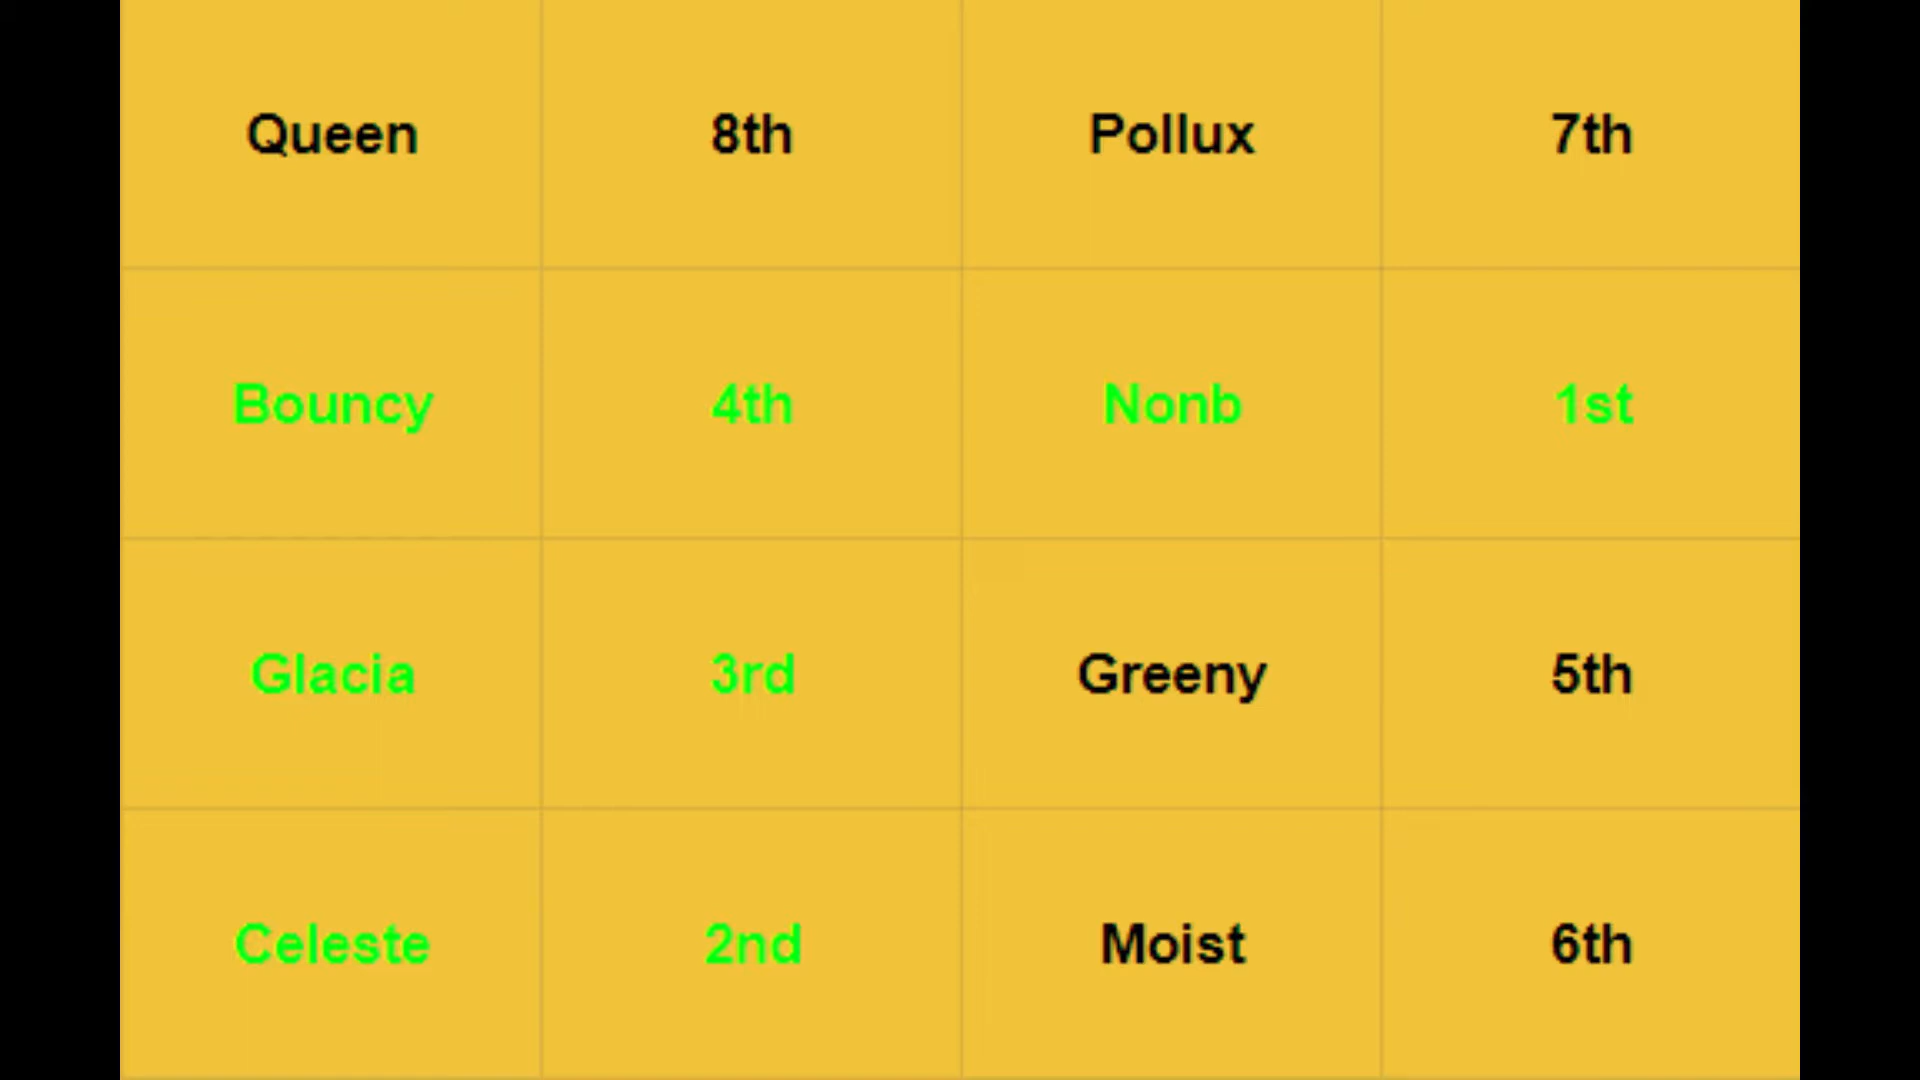 Queen 8th Pollux 7th
Bouncy 4th Nonb 1st
Glacia 3rd Greeny 5th
Celeste 2nd Moist 6th